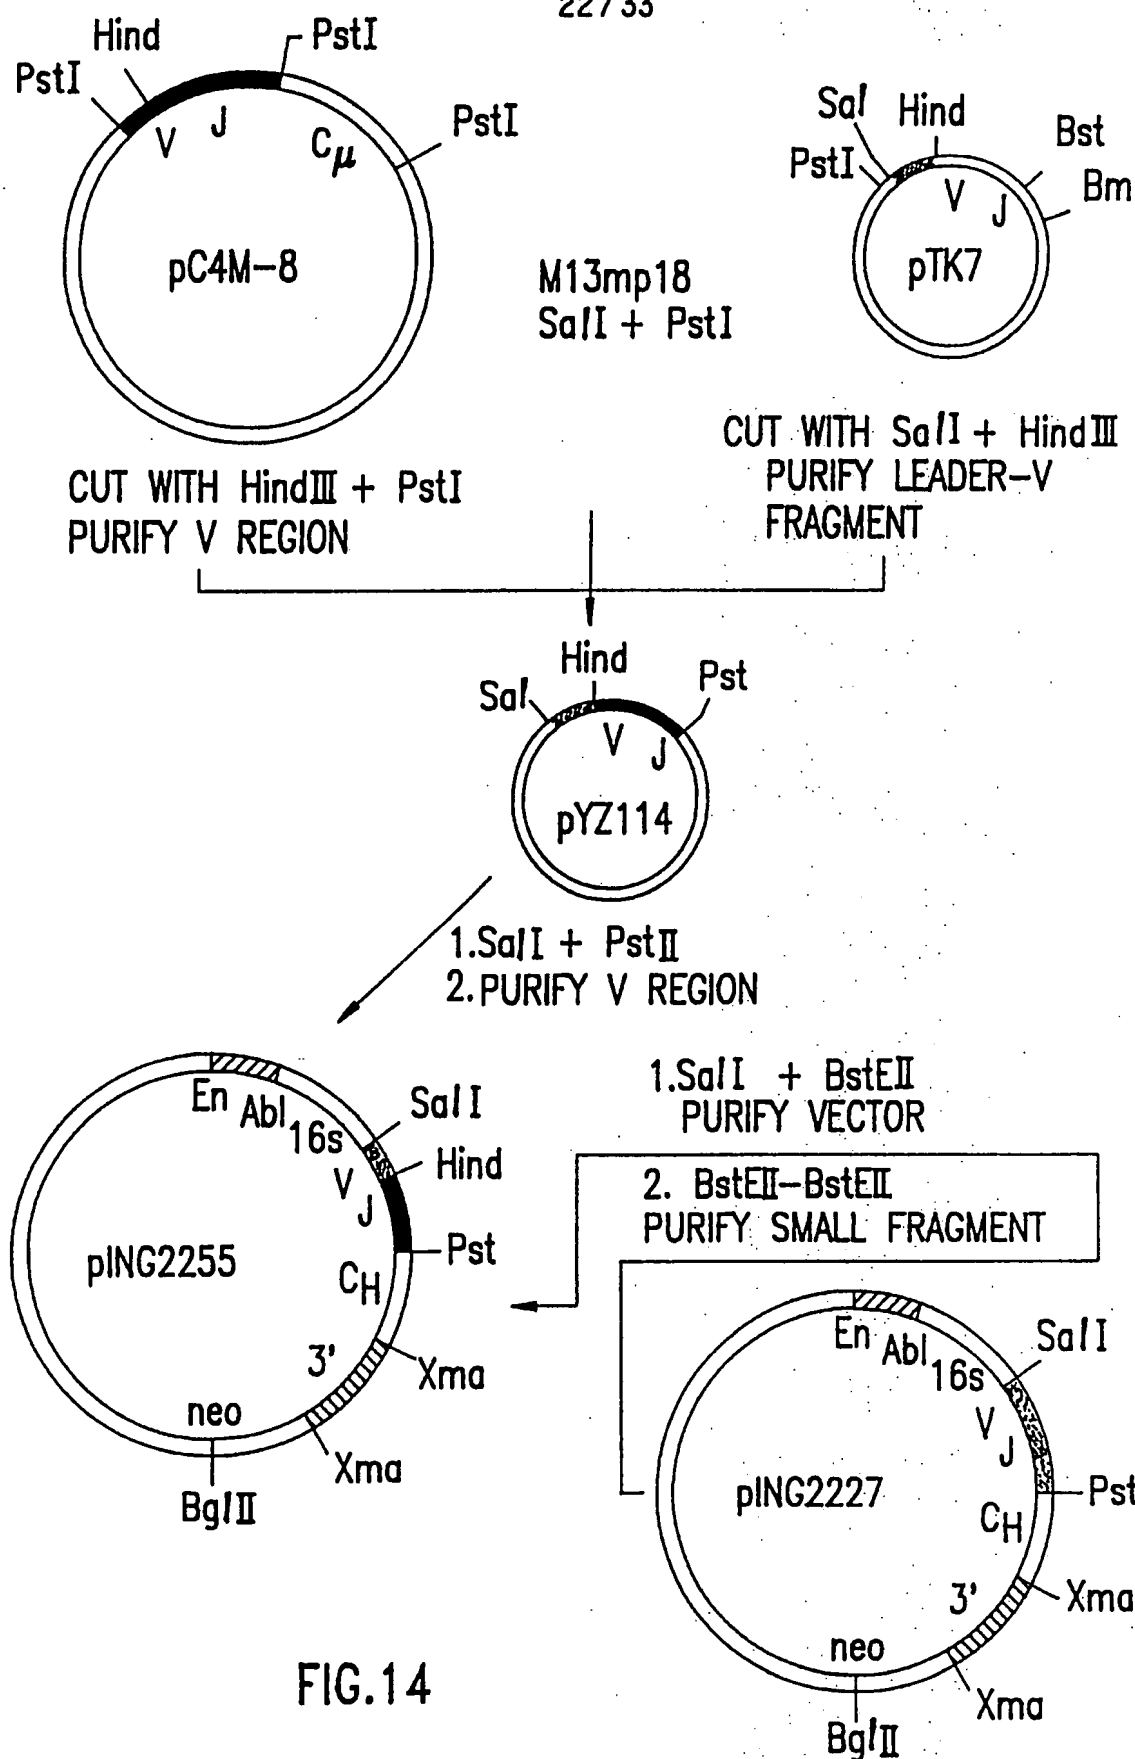 22/33
Hind
PstI
PstI
V
J
Cμ
PstI
pC4M-8
CUT WITH HindIII + PstI
PURIFY V REGION
M13mp18
SalI + PstI
Sal
Hind
PstI
Bst
Bm
V
J
pTK7
CUT WITH SalI + HindIII
PURIFY LEADER-V
FRAGMENT
Hind
Sal
Pst
V
J
pYZ114
1.SalI + PstII
2.PURIFY V REGION
En
Abl
16s
SalI
Hind
V
J
Pst
CH
pING2255
3'
Xma
neo
Xma
BglII
1.SalI + BstEII
PURIFY VECTOR
2. BstEII-BstEII
PURIFY SMALL FRAGMENT
En
Abl
16s
SalI
V
J
Pst
CH
pING2227
3'
Xma
neo
Xma
BglII
FIG.14